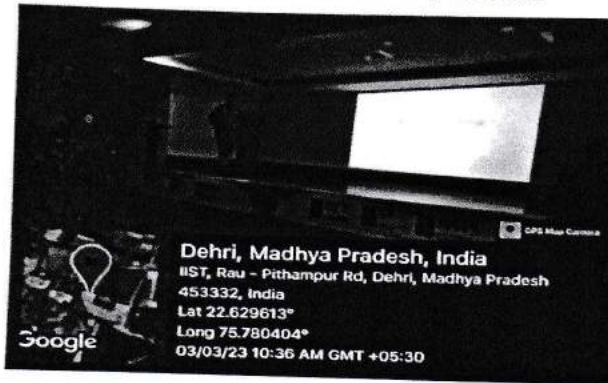 GPS Map Camera
Dehri, Madhya Pradesh, India
IIST, Rau - Pithampur Rd, Dehri, Madhya Pradesh
453332, India
Lat 22.629613°
Long 75.780404°
03/03/23 10:36 AM GMT +05:30
Google